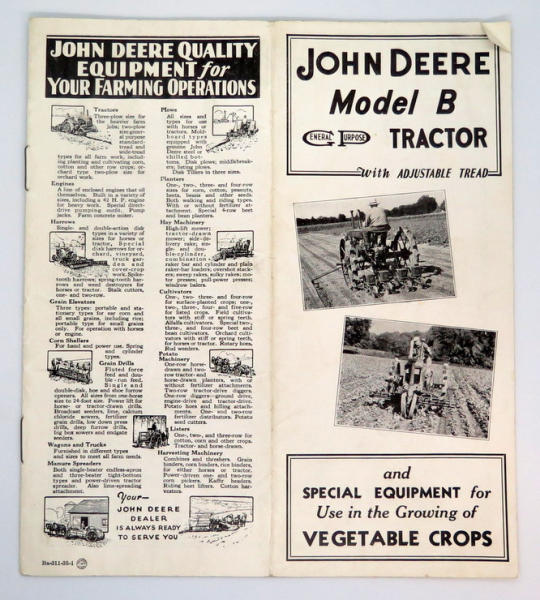 JOHN DEERE QUALITY
EQUIPMENT for
YOUR FARMING OPERATIONS
Tractors
Three-plow size for
the heavier farm
jobs; two-plow
size general
purpose
standard-
tread and
wide-tread
types for all farm work, includ-
ing planting and cultivating corn,
cotton and other row crops; or-
chard type two-plow size for
orchard work.
Engines
A line of enclosed engines that oil
themselves. Built in a variety of
sizes, including a 42 H. P. engine
for heavy work. Special direct-
drive pumping outfit. Pump
jacks. Farm concrete mixer.
Harrows
Single- and double-action disk
types in a variety of
sizes for horses or
tractor, Special
disk harrows for or-
chard, vineyard,
truck gar-
den and
cover-crop
work. Spike-
tooth harrows; spring-tooth har-
rows and weed destroyers for
horses or tractor. Stalk cutters,
one- and two-row.
Grain Elevators
Three types: portable and sta-
tionary types for ear corn and
all small grains, including rice;
portable type for small grains
only. For operation with horses
or engine.
Corn Shellers
For hand and power use. Spring
and cylinder
types.
Grain Drills
Fluted force
feed and dou-
ble-run feed.
Single and
double-disk, hoe and shoe furrow
openers. All sizes from one-horse
size to 24-foot size. Power lift for
horse- or tractor-drawn drills.
Broadcast seeders, lime, calcium
chloride sowers, fertilizer
grain drills, low down press
drills, deep furrow drills,
big box sowers and endgate
seeders.
Wagons and Trucks
Furnished in different types
and sizes to meet all farm needs.
Manure Spreaders
Both single-beater endless-apron
and three-beater tight-bottom
types and power-driven tractor
spreader. Also lime-spreading
attachment.
Plows
All sizes and
types for use
with horses or
tractors. Mold-
board types
equipped with
genuine John
Deere steel or
chilled bot-
toms. Disk plows; middlebreak-
ers; listing plows.
Disk Tillers in three sizes.
Planters
One-, two-, three- and four-row
sizes for corn, cotton, peanuts,
beets, beans and other seeds.
Both walking and riding types.
With or without fertilizer at-
tachment. Special 4-row beet
and bean planters.
Hay Machinery
High-lift mower;
tractor-drawn
mower; side-de-
livery rake; sin-
gle- and dou-
ble-cylinder,
combination
raker bar and cylinder and plain
raker-bar loaders; overshot stack-
ers; sweep rakes, sulky rakes; mo-
tor presses; pull-power presses;
windrow balers.
Cultivators
One-, two- three- and four-row
for surface-planted crops; one-,
two-, three-, four-, and five-row
for listed crops. Field cultiva-
tors with stiff or spring teeth.
Alfalfa cultivators. Special two-,
three-, and four-row beet and
bean cultivators. Orchard culti-
vators with stiff or spring teeth,
for horses or tractor. Rotary hoes.
Rod weeders.
Potato
Machinery
One-row horse-
drawn and two-
row tractor- and
horse-drawn planters, with or
without fertilizer attachments.
Two-row tractor-drive diggers.
One-row diggers—ground drive,
engine-drive and tractor-drive.
Potato hoes and hilling attach-
ments. One- and two-row
fertilizer distributors. Potato
seed cutters.
Listers
One-, two-, and three-row for
cotton, corn and other crops.
Tractor- and horse-drawn.
Harvesting Machinery
Combines and threshers. Grain
binders, corn binders, rice binders,
for either horses or tractor.
Power-driven one- and two-row
corn pickers. Kaffir headers.
Riding beet lifters. Cotton har-
vesters.
Your—
JOHN DEERE
DEALER
IS ALWAYS READY
TO SERVE YOU
JOHN DEERE
Model B
GENERAL PURPOSE TRACTOR
with ADJUSTABLE TREAD
and
SPECIAL EQUIPMENT for
Use in the Growing of
VEGETABLE CROPS